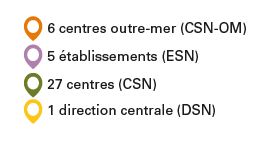 6 centres outre-mer (CSN-OM)
5 établissements (ESN)
27 centres (CSN)
1 direction centrale (DSN)